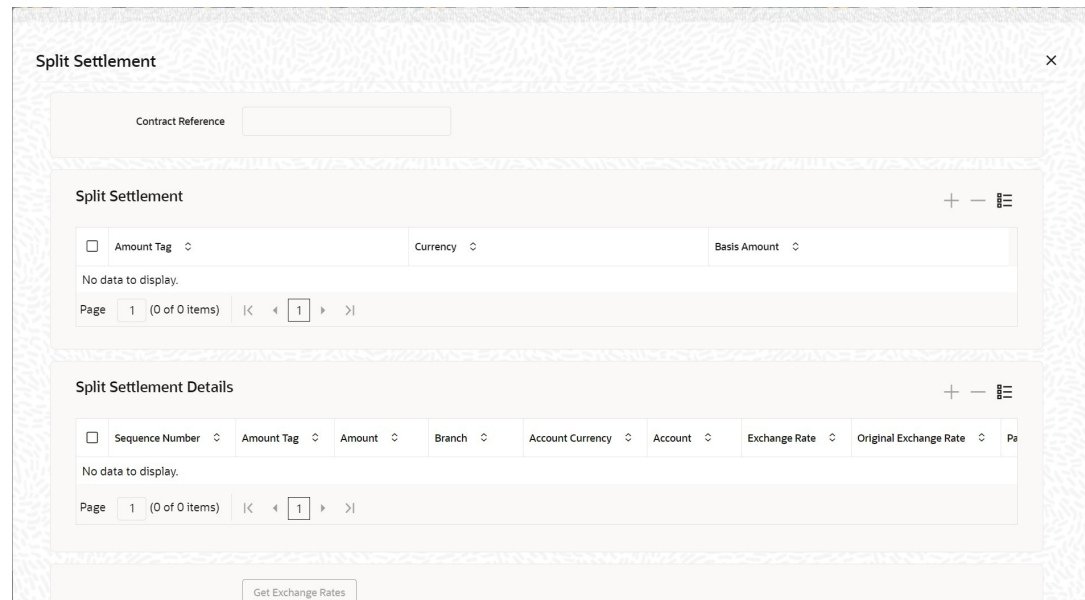 Split Settlement
Contract Reference
Split Settlement
Amount Tag Currency Basis Amount
No data to display.
Page 1 (0 of 0 items) 1
Split Settlement Details
Sequence Number Amount Tag Amount Branch Account Currency Account Exchange Rate Original Exchange Rate Pa
No data to display.
Page 1 (0 of 0 items) 1
Get Exchange Rates